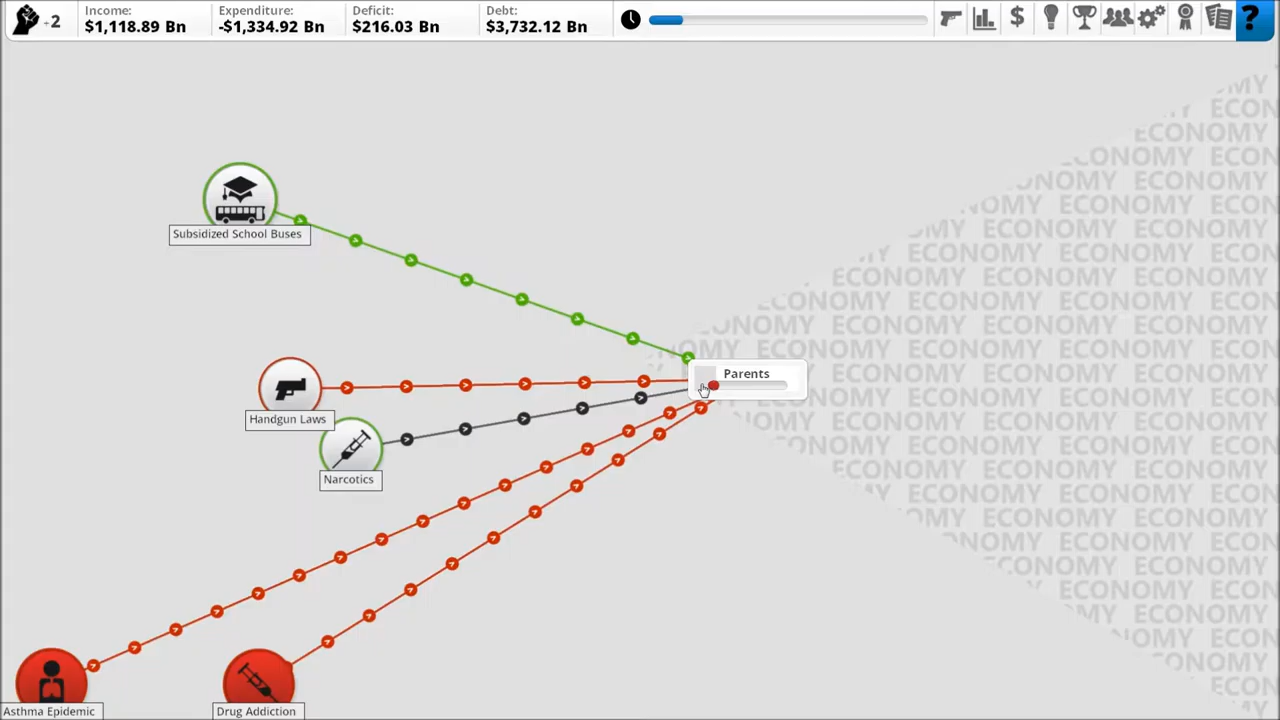 +2
Income:
$1,118.89 Bn
Expenditure:
-$1,334.92 Bn
Deficit:
$216.03 Bn
Debt:
$3,732.12 Bn
$
?
Subsidized School Buses
Handgun Laws
Narcotics
Asthma Epidemic
Drug Addiction
Parents
ECONOMY ECONOMY ECONOMY